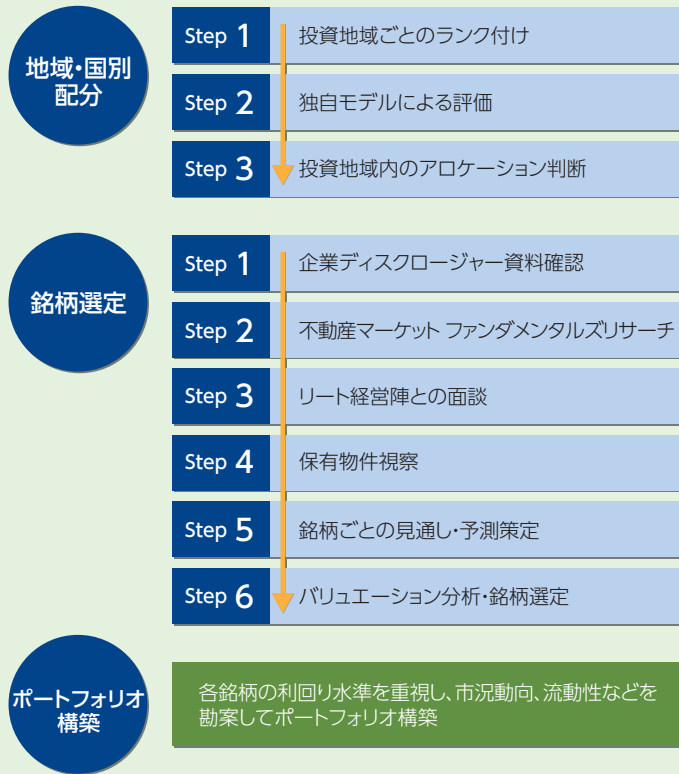 地域・国別
配分
Step 1 投資地域ごとのランク付け
Step 2 独自モデルによる評価
Step 3 投資地域内のアロケーション判断
銘柄選定
Step 1 企業ディスクロージャー資料確認
Step 2 不動産マーケット ファンダメンタルズリサーチ
Step 3 リート経営陣との面談
Step 4 保有物件視察
Step 5 銘柄ごとの見通し・予測策定
Step 6 バリュエーション分析・銘柄選定
ポートフォリオ
構築
各銘柄の利回り水準を重視し、市況動向、流動性などを
勘案してポートフォリオ構築